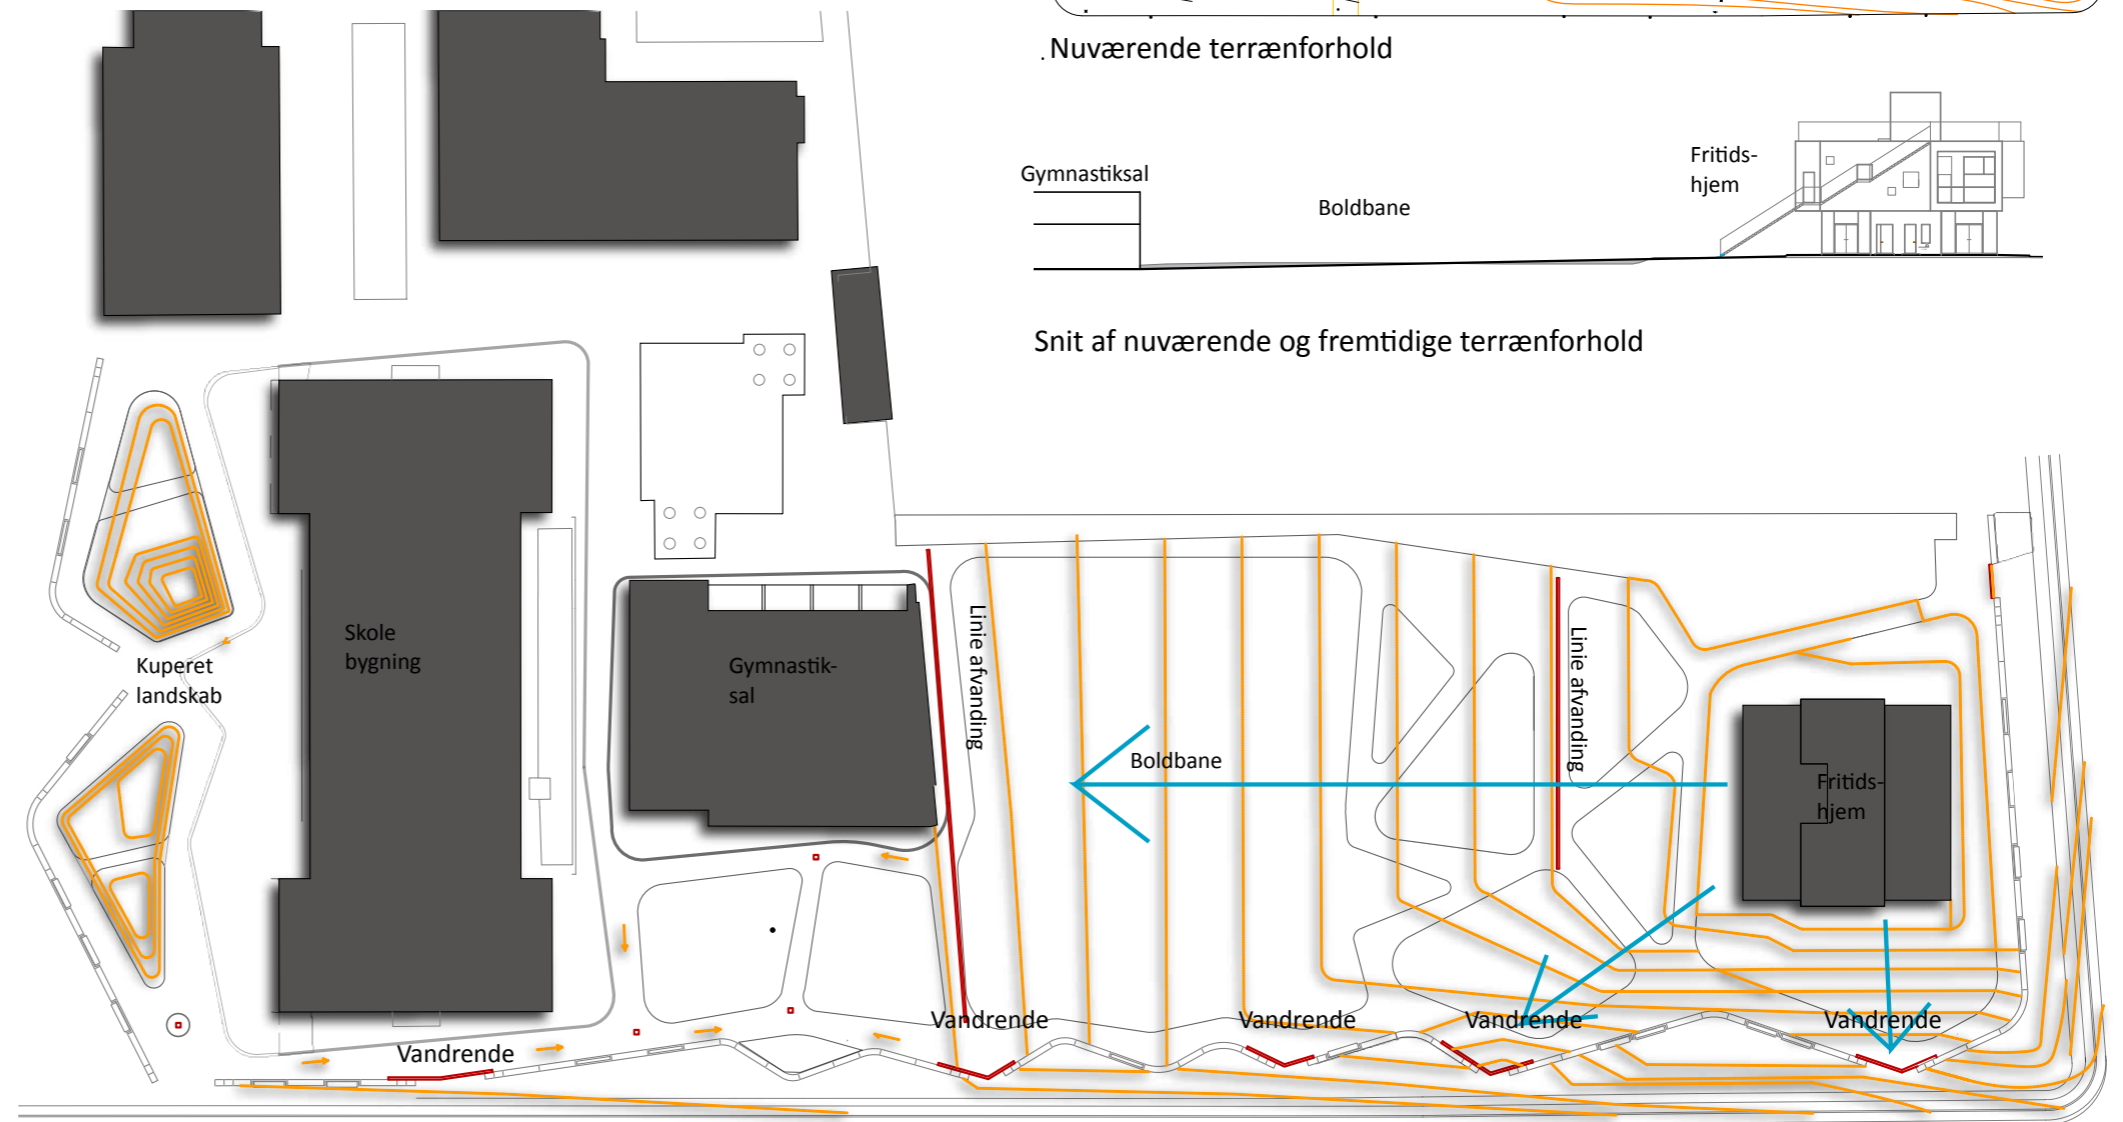 . Nuværende terrænforhold
Fritids-
hjem
Gymnastiksal
Boldbane
Snit af nuværende og fremtidige terrænforhold
Skole
bygning
Kuperet
landskab
Gymnastik-
sal
Linie afvanding
Boldbane
Linie afvanding
Fritids-
hjem
Vandrende
Vandrende
Vandrende
Vandrende
Vandrende